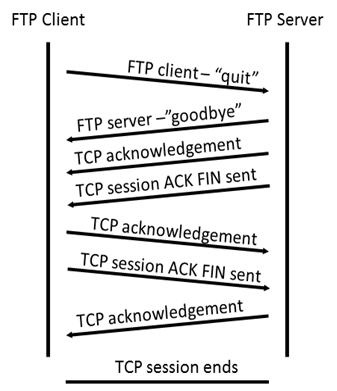 FTP Client
FTP Server
FTP client – “quit”
FTP server –”goodbye”
TCP acknowledgement
TCP session ACK FIN sent
TCP acknowledgement
TCP session ACK FIN sent
TCP acknowledgement
TCP session ends